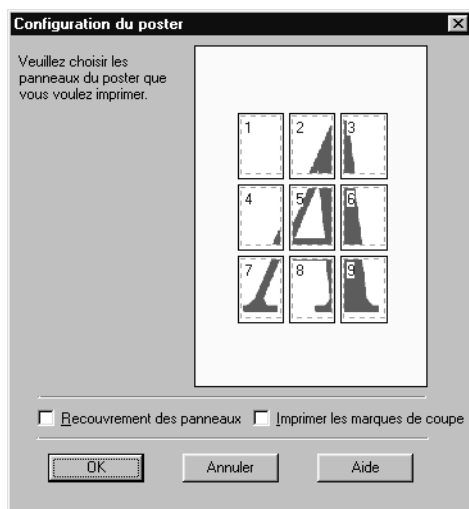 Configuration du poster
Veuillez choisir les
panneaux du poster que
vous voulez imprimer.
1 2 3
4 5 6
7 8 9
Recouvrement des panneaux Imprimer les marques de coupe
OK Annuler Aide